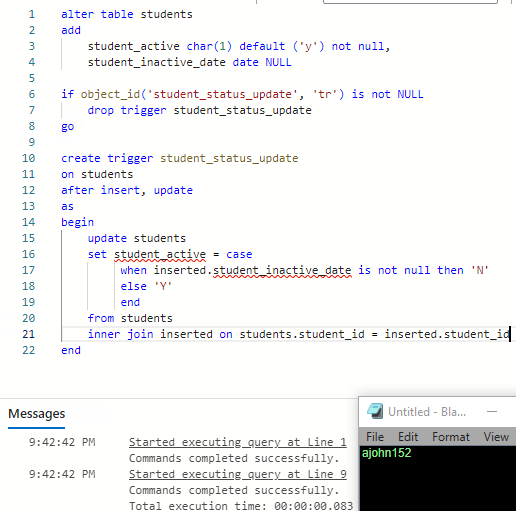 1 alter table students
2 add
3 student_active char(1) default ('y') not null,
4 student_inactive_date date NULL
5
6 if object_id('student_status_update', 'tr') is not NULL
7 drop trigger student_status_update
8 go
9
10 create trigger student_status_update
11 on students
12 after insert, update
13 as
14 begin
15 update students
16 set student_active = case
17 when inserted.student_inactive_date is not null then 'N'
18 else 'Y'
19 end
20 from students
21 inner join inserted on students.student_id = inserted.student_id
22 end
Messages
9:42:42 PM Started executing query at Line 1
Commands completed successfully.
9:42:42 PM Started executing query at Line 9
Commands completed successfully.
Total execution time: 00:00:00.083
Untitled - Bla...
File Edit Format View
ajohn152